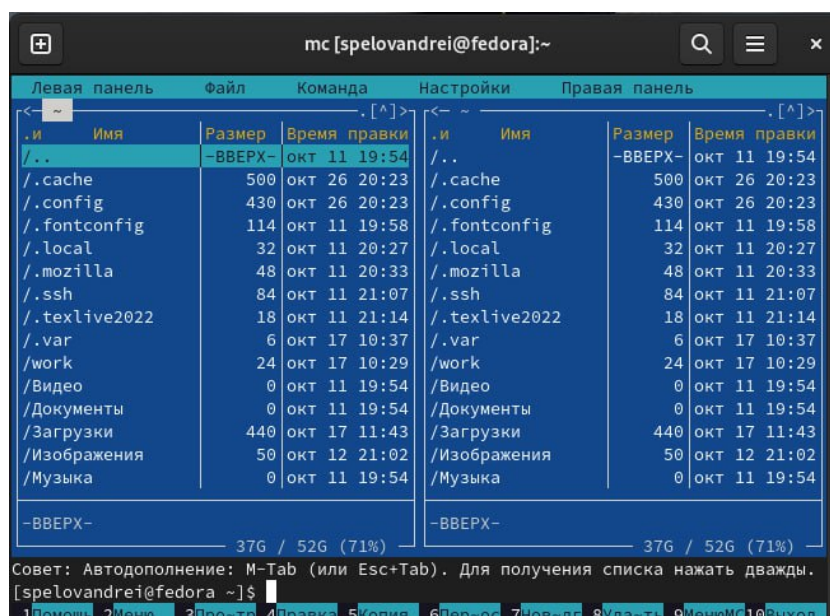 mc [spelovandrei@fedora]:~
Левая панель Файл Команда Настройки Правая панель
<— ~ .[^]> <— ~ .[^]>
.и Имя Размер Время правки .и Имя Размер Время правки
/.. -ВВЕРХ- окт 11 19:54 /.. -ВВЕРХ- окт 11 19:54
/.cache 500 окт 26 20:23 /.cache 500 окт 26 20:23
/.config 430 окт 26 20:23 /.config 430 окт 26 20:23
/.fontconfig 114 окт 11 19:58 /.fontconfig 114 окт 11 19:58
/.local 32 окт 11 20:27 /.local 32 окт 11 20:27
/.mozilla 48 окт 11 20:33 /.mozilla 48 окт 11 20:33
/.ssh 84 окт 11 21:07 /.ssh 84 окт 11 21:07
/.texlive2022 18 окт 11 21:14 /.texlive2022 18 окт 11 21:14
/.var 6 окт 17 10:37 /.var 6 окт 17 10:37
/work 24 окт 17 10:29 /work 24 окт 17 10:29
/Видео 0 окт 11 19:54 /Видео 0 окт 11 19:54
/Документы 0 окт 11 19:54 /Документы 0 окт 11 19:54
/Загрузки 440 окт 17 11:43 /Загрузки 440 окт 17 11:43
/Изображения 50 окт 12 21:02 /Изображения 50 окт 12 21:02
/Музыка 0 окт 11 19:54 /Музыка 0 окт 11 19:54
-ВВЕРХ- -ВВЕРХ-
37G / 52G (71%) 37G / 52G (71%)
Совет: Автодополнение: M-Tab (или Esc+Tab). Для получения списка нажать дважды.
[spelovandrei@fedora ~]$
1Помощь 2Меню 3Про~тр 4Правка 5Копия 6Пер~ос 7Нов~лг 8Уда~ть 9МенюMC 10Выход